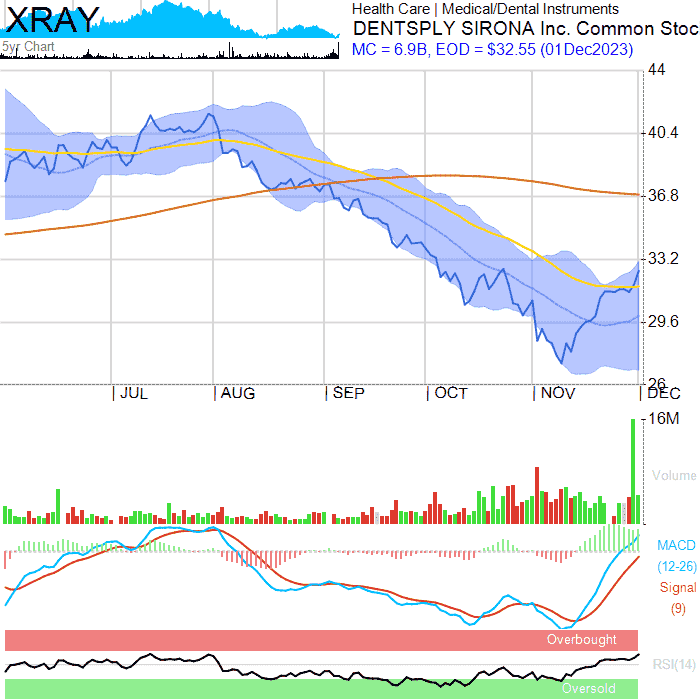 XRAY
5yr Chart
Health Care | Medical/Dental Instruments
DENTSPLY SIRONA Inc. Common Stoc
MC = 6.9B, EOD = $32.55 (01Dec2023)
44
40.4
36.8
33.2
29.6
26
JUL
AUG
SEP
OCT
NOV
DEC
16M
Volume
MACD
(12-26)
Signal
(9)
Overbought
RSI(14)
Oversold